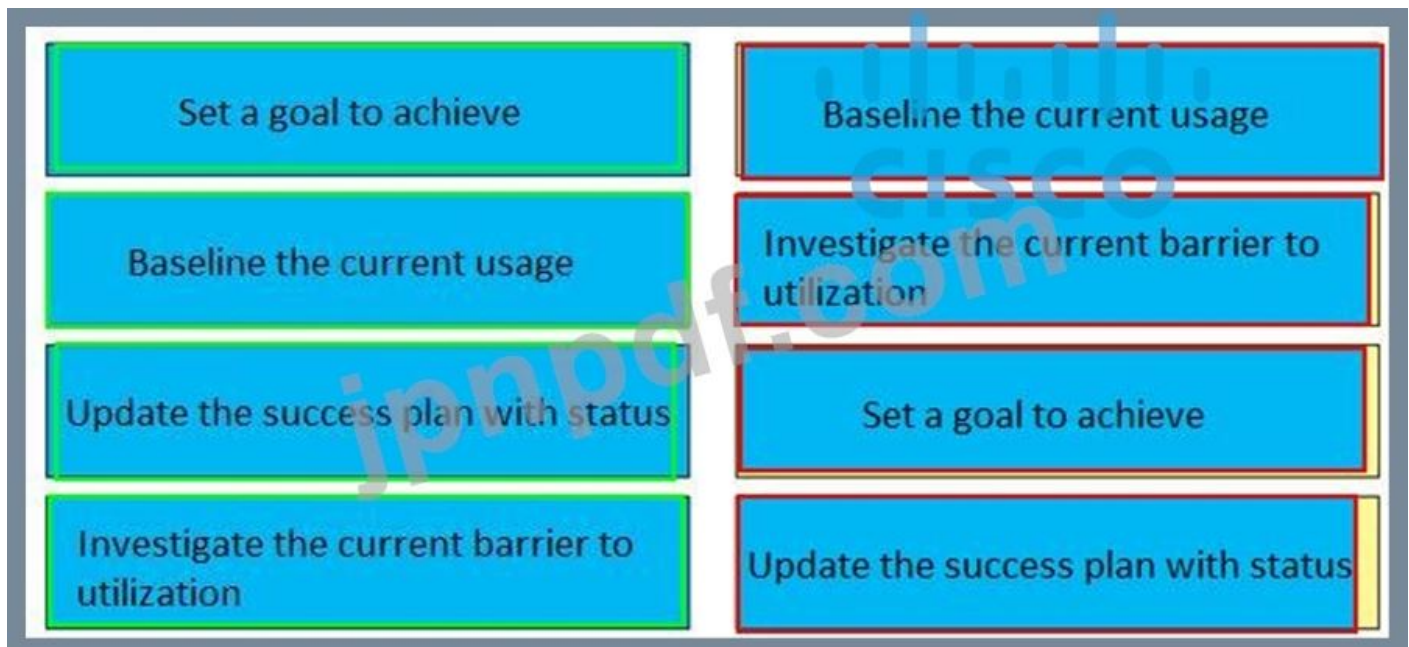 Set a goal to achieve
Baseline the current usage
Update the success plan with status
Investigate the current barrier to
utilization
Baseline the current usage
Investigate the current barrier to
utilization
Set a goal to achieve
Update the success plan with status
CISCO
jpnpdf.com